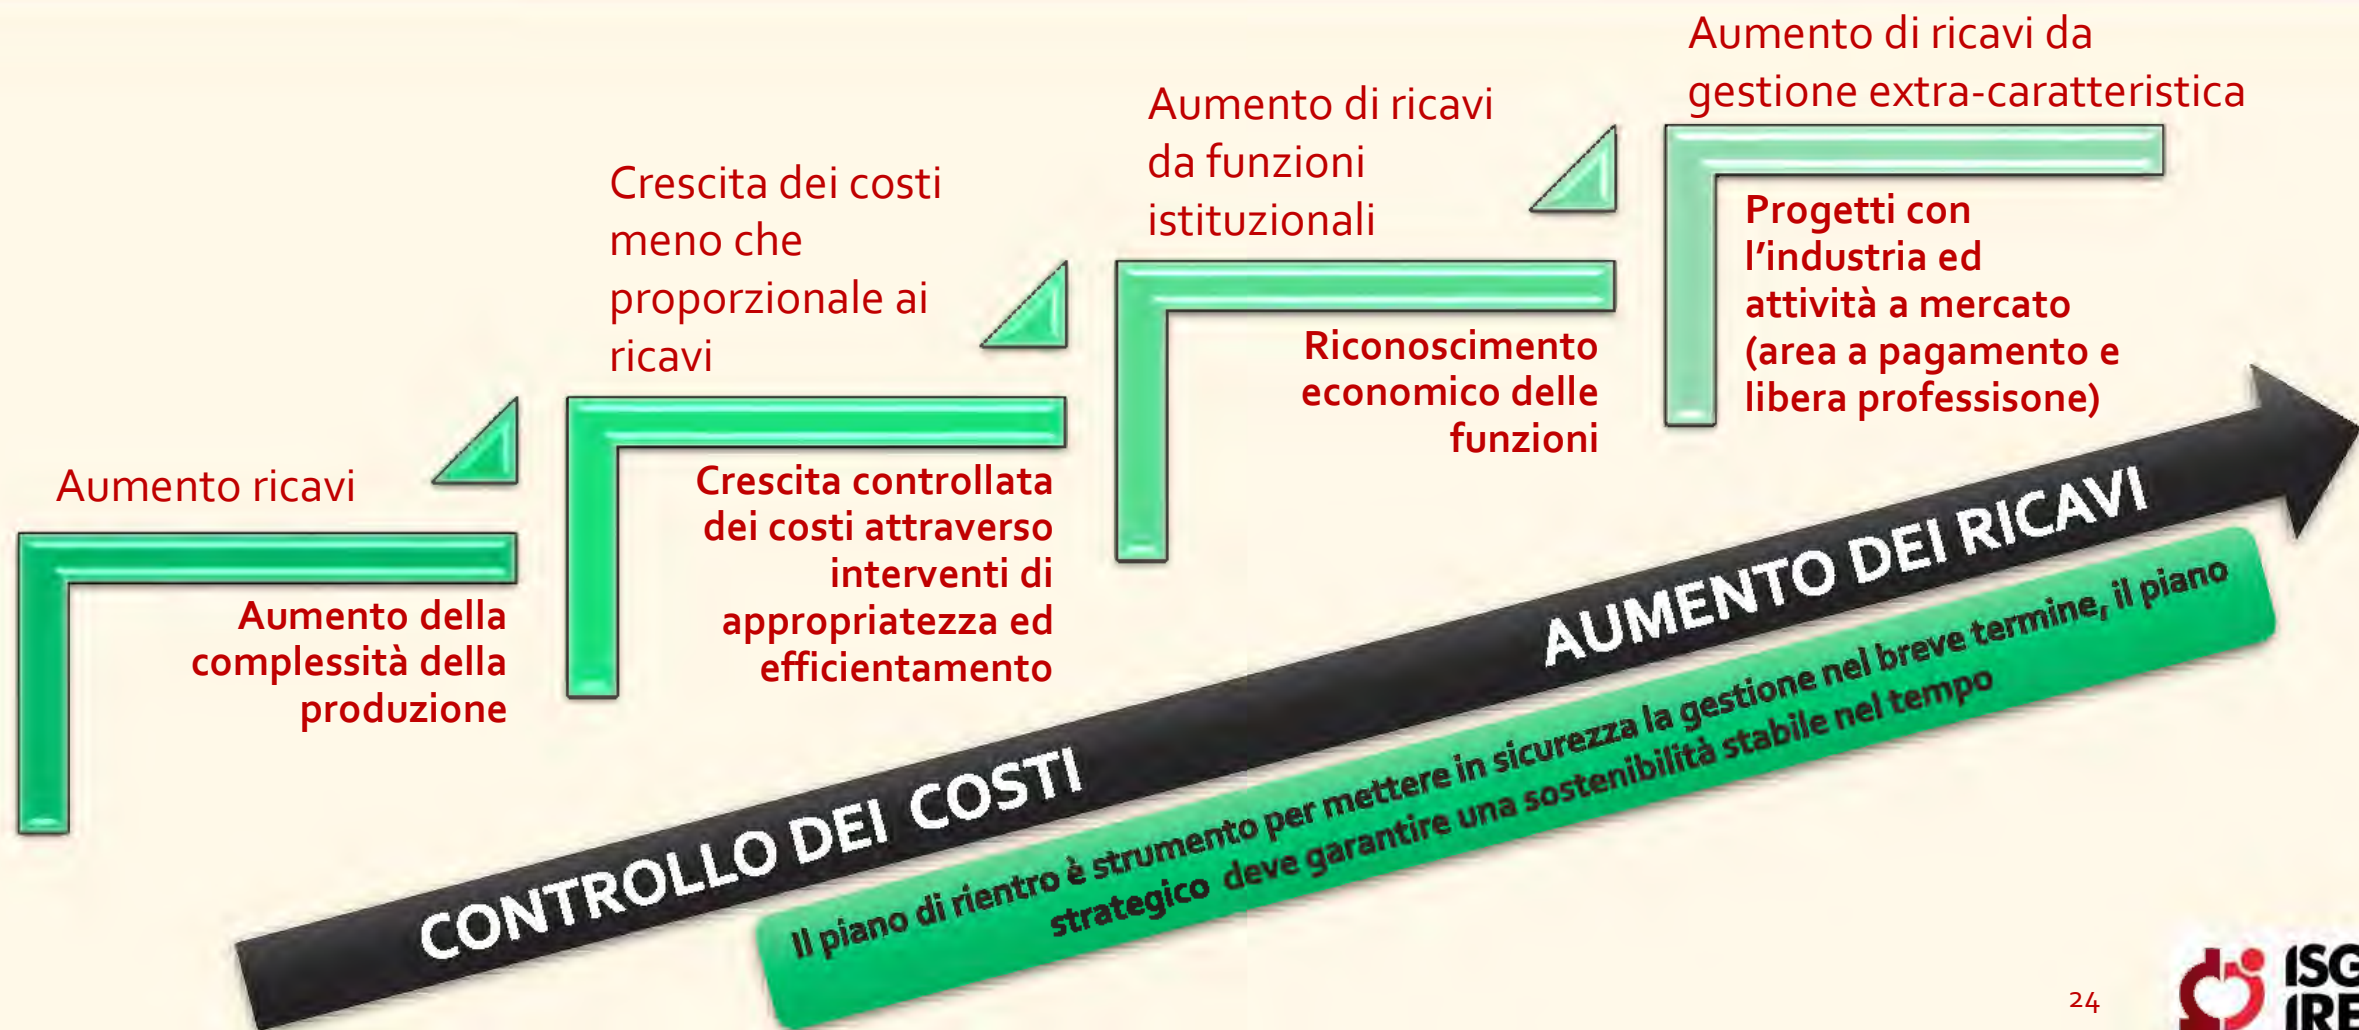 Aumento ricavi
Aumento della
complessità della
produzione
Crescita dei costi
meno che
proporzionale ai
ricavi
Crescita controllata
dei costi attraverso
interventi di
appropriatezza ed
efficientamento
Aumento di ricavi
da funzioni
istituzionali
Riconoscimento
economico delle
funzioni
Aumento di ricavi da
gestione extra-caratteristica
Progetti con
l’industria ed
attività a mercato
(area a pagamento e
libera professisone)
CONTROLLO DEI COSTI
AUMENTO DEI RICAVI
Il piano di rientro è strumento per mettere in sicurezza la gestione nel breve termine, il piano
strategico deve garantire una sostenibilità stabile nel tempo
24
ISG
IRE